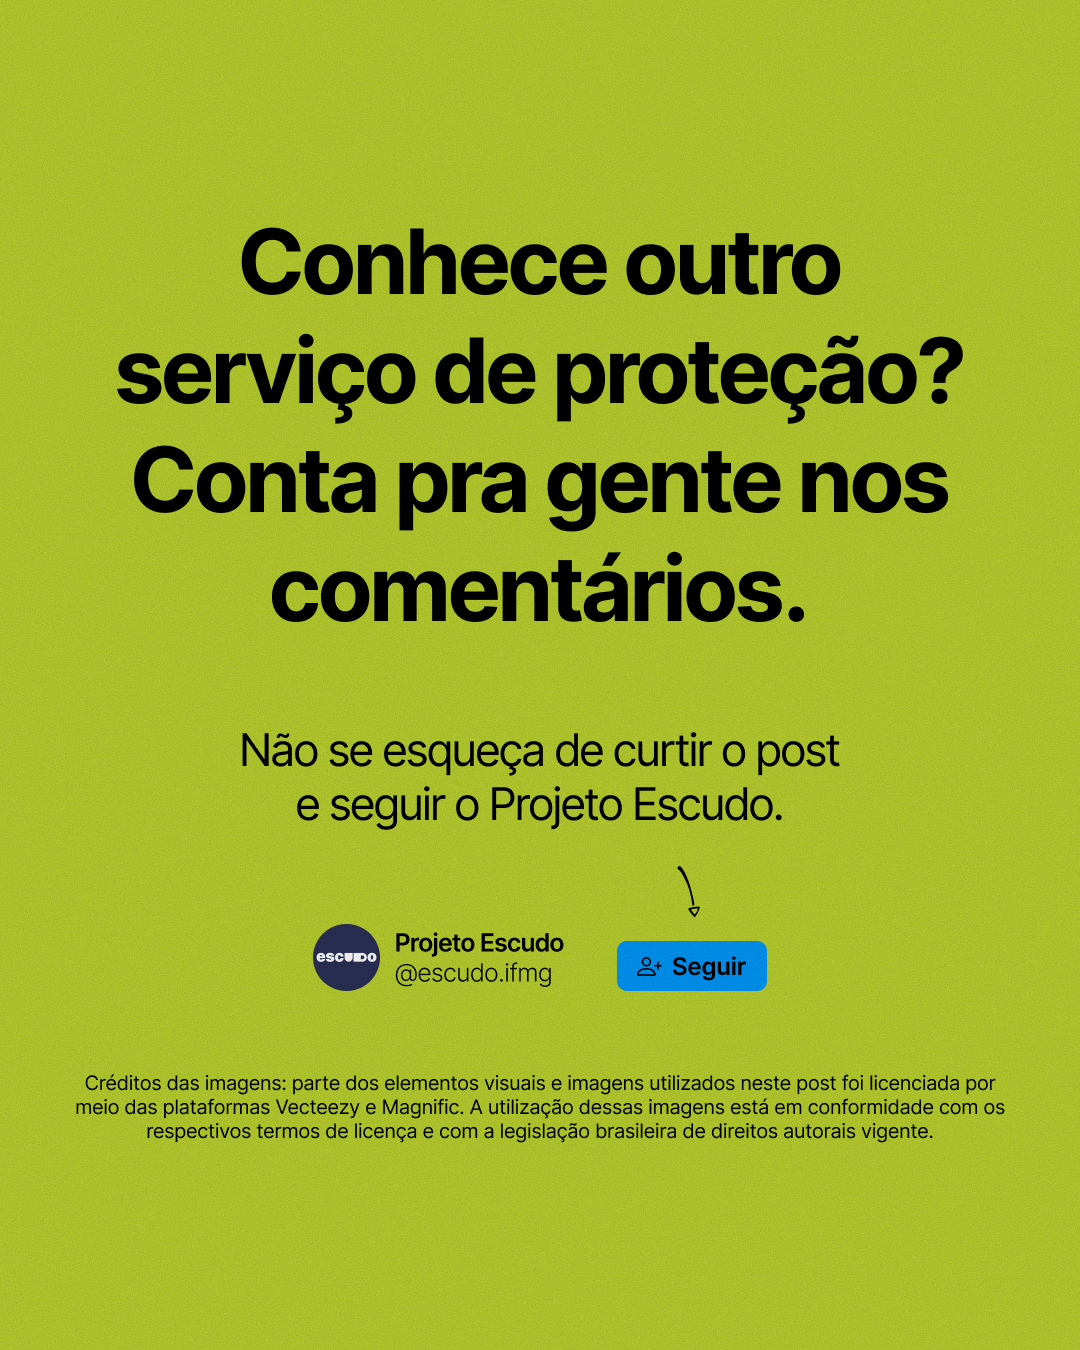 Conhece outro
serviço de proteção?
Conta pra gente nos
comentários.
Não se esqueça de curtir o post
e seguir o Projeto Escudo.
escudo
Projeto Escudo
@escudo.ifmg
Seguir
Créditos das imagens: parte dos elementos visuais e imagens utilizados neste post foi licenciada por
meio das plataformas Vecteezy e Magnific. A utilização dessas imagens está em conformidade com os
respectivos termos de licença e com a legislação brasileira de direitos autorais vigente.